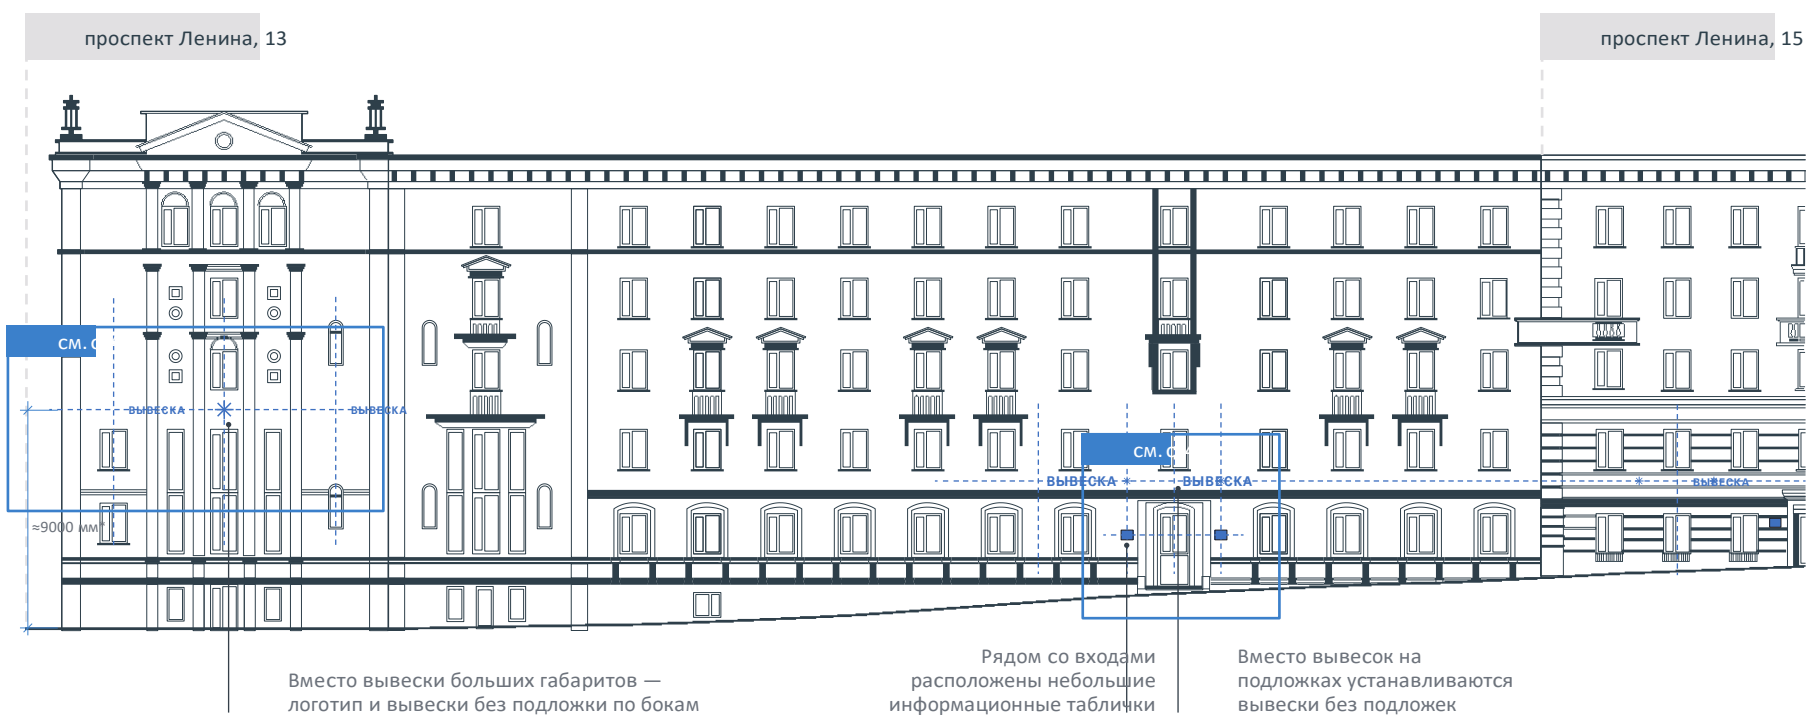 проспект Ленина, 13
проспект Ленина, 15
см. с
ВЫВЕСКА
ВЫВЕСКА
см. с
ВЫВЕСКА
ВЫВЕСКА
ВЫВЕСКА
≈9000 мм*
Вместо вывески больших габаритов —
логотип и вывески без подложки по бокам
Рядом со входами
расположены небольшие
информационные таблички
Вместо вывесок на
подложках устанавливаются
вывески без подложек